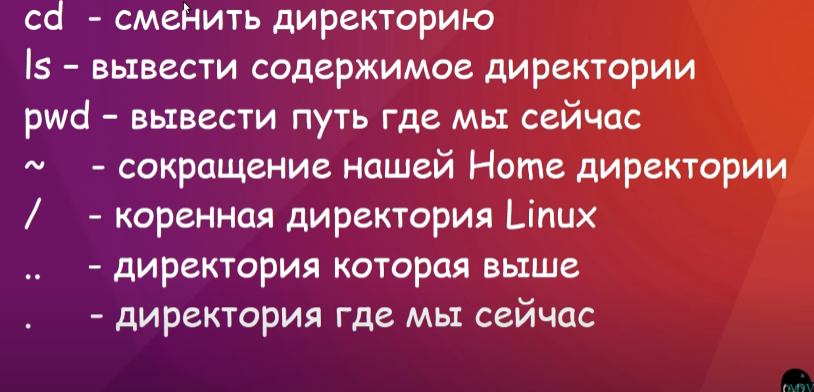 cd - сменить директорию
ls – вывести содержимое директории
pwd – вывести путь где мы сейчас
~ - сокращение нашей Home директории
/ - коренная директория Linux
.. - директория которая выше
. - директория где мы сейчас